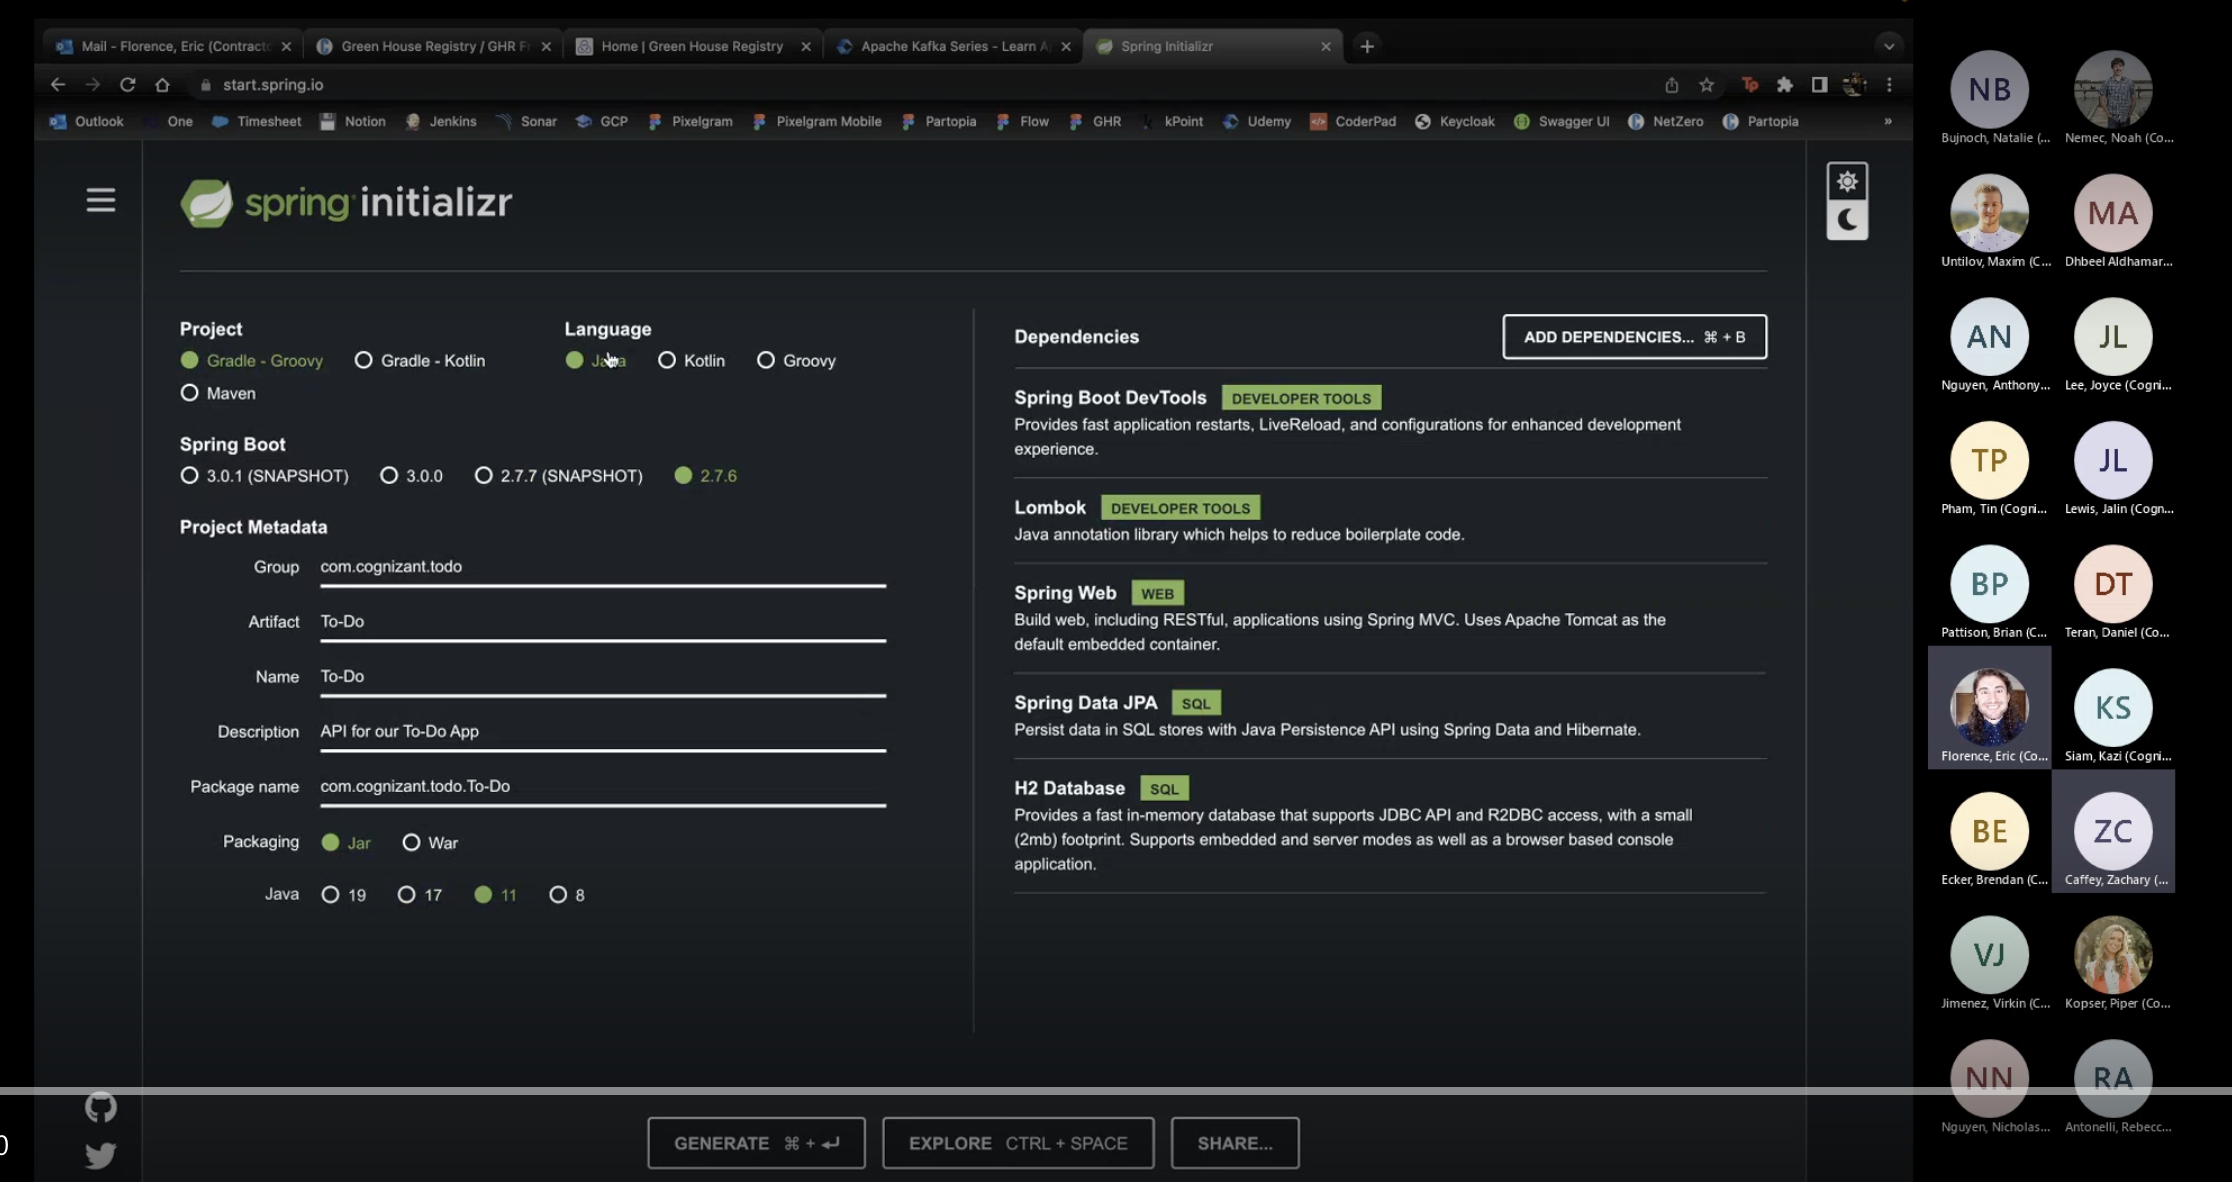 Mail - Florence, Eric (Contracto
Green House Registry / GHR Fr
Home | Green House Registry
Apache Kafka Series - Learn A
Spring Initializr
start.spring.io
Tp
Outlook
One
Timesheet
Notion
Jenkins
Sonar
GCP
Pixelgram
Pixelgram Mobile
Partopia
Flow
GHR
kPoint
Udemy
CoderPad
Keycloak
Swagger UI
NetZero
Partopia
»
spring initializr
Project
Gradle - Groovy
Gradle - Kotlin
Maven
Language
Java
Kotlin
Groovy
Spring Boot
3.0.1 (SNAPSHOT)
3.0.0
2.7.7 (SNAPSHOT)
2.7.6
Project Metadata
Group com.cognizant.todo
Artifact To-Do
Name To-Do
Description API for our To-Do App
Package name com.cognizant.todo.To-Do
Packaging Jar War
Java 19 17 11 8
Dependencies
ADD DEPENDENCIES... ⌘ + B
Spring Boot DevTools DEVELOPER TOOLS
Provides fast application restarts, LiveReload, and configurations for enhanced development
experience.
Lombok DEVELOPER TOOLS
Java annotation library which helps to reduce boilerplate code.
Spring Web WEB
Build web, including RESTful, applications using Spring MVC. Uses Apache Tomcat as the
default embedded container.
Spring Data JPA SQL
Persist data in SQL stores with Java Persistence API using Spring Data and Hibernate.
H2 Database SQL
Provides a fast in-memory database that supports JDBC API and R2DBC access, with a small
(2mb) footprint. Supports embedded and server modes as well as a browser based console
application.
GENERATE ⌘ + ↵
EXPLORE CTRL + SPACE
SHARE...
0
NB
Bujnoch, Natalie (...
Nemec, Noah (Co...
Untilov, Maxim (C...
MA
Dhbeel Aldhamar...
AN
Nguyen, Anthony...
JL
Lee, Joyce (Cogni...
TP
Pham, Tin (Cogni...
JL
Lewis, Jalin (Cogn...
BP
Pattison, Brian (C...
DT
Teran, Daniel (Co...
Florence, Eric (Co...
KS
Siam, Kazi (Cogni...
BE
Ecker, Brendan (C...
ZC
Caffey, Zachary (...
VJ
Jimenez, Virkin (C...
Kopser, Piper (Co...
NN
Nguyen, Nicholas...
RA
Antonelli, Rebecc...